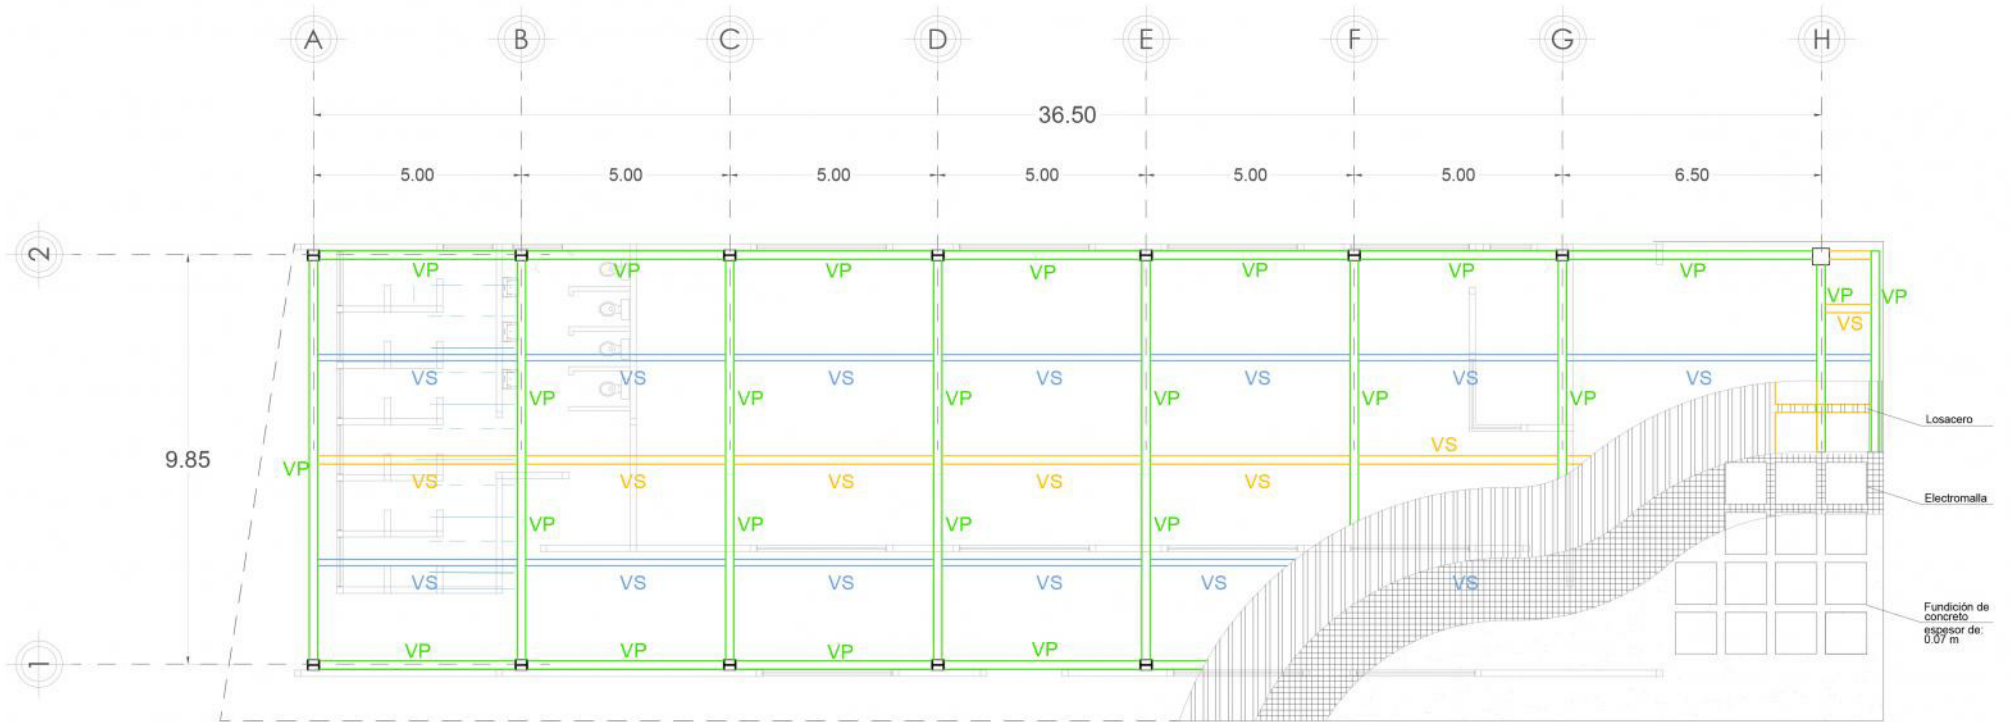 A B C D E F G H
36.50
5.00 5.00 5.00 5.00 5.00 5.00 6.50
2
VP VP VP VP VP VP VP VP VP
VS
VS VS VS VS VS VS VS
VP VP VP VP VP VP
Losacero
VS
9.85
VP
VS VS VS VS VS
Electromalla
VP VP VP VP
VS VS VS VS VS VS
Fundición de
concreto
espesor de:
0.07 m
VP VP VP VP
1